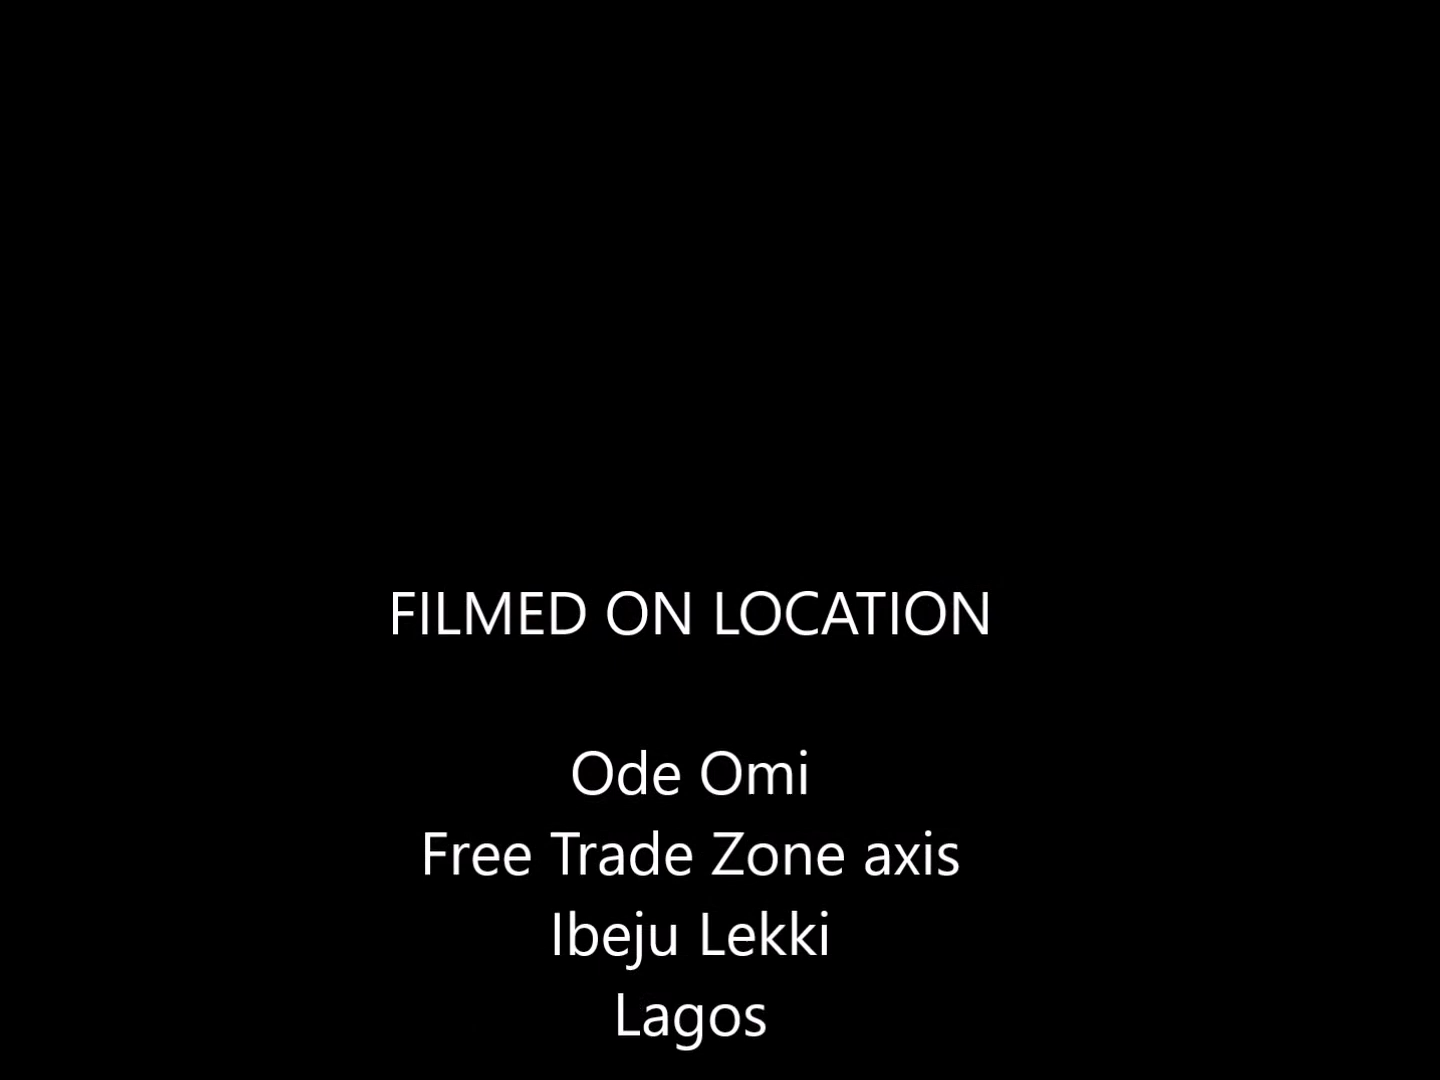 FILMED ON LOCATION
Ode Omi
Free Trade Zone axis
Ibeju Lekki
Lagos